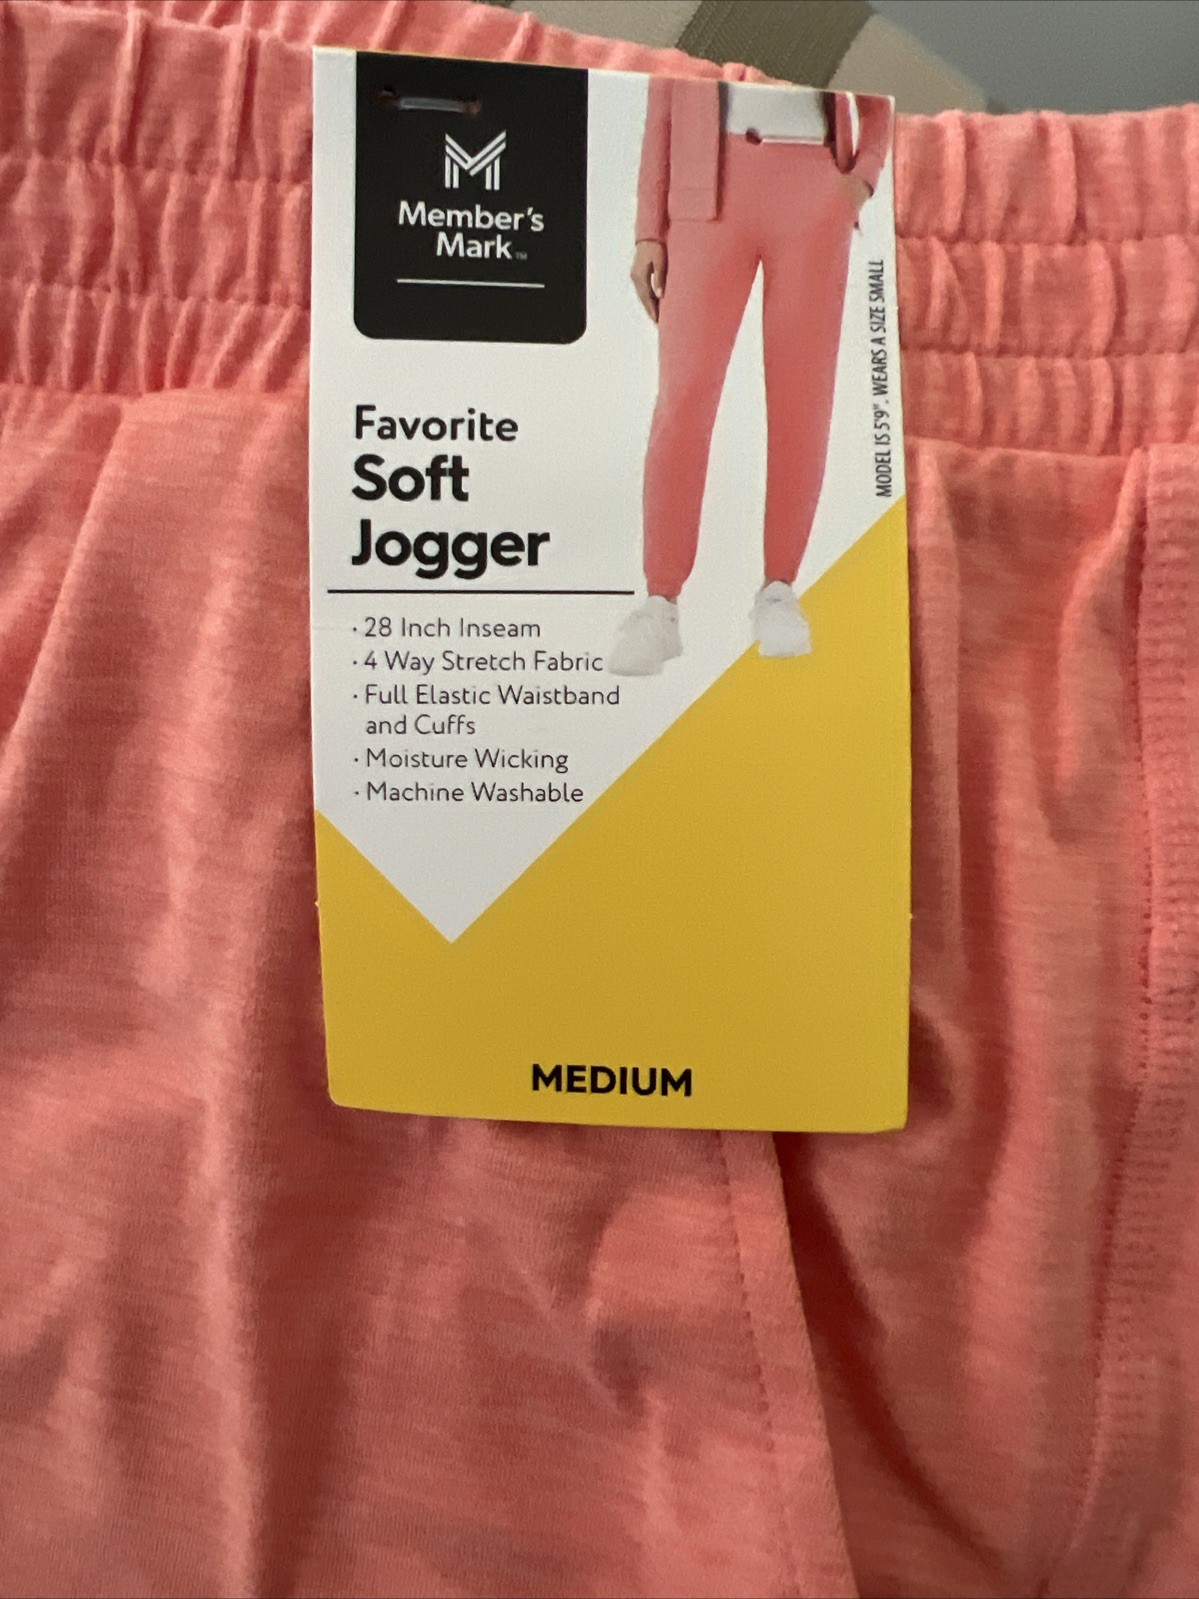 Member's
Mark™
Favorite
Soft
Jogger
· 28 Inch Inseam
· 4 Way Stretch Fabric
· Full Elastic Waistband
and Cuffs
· Moisture Wicking
· Machine Washable
MODEL IS 5'9". WEARS A SIZE SMALL
MEDIUM